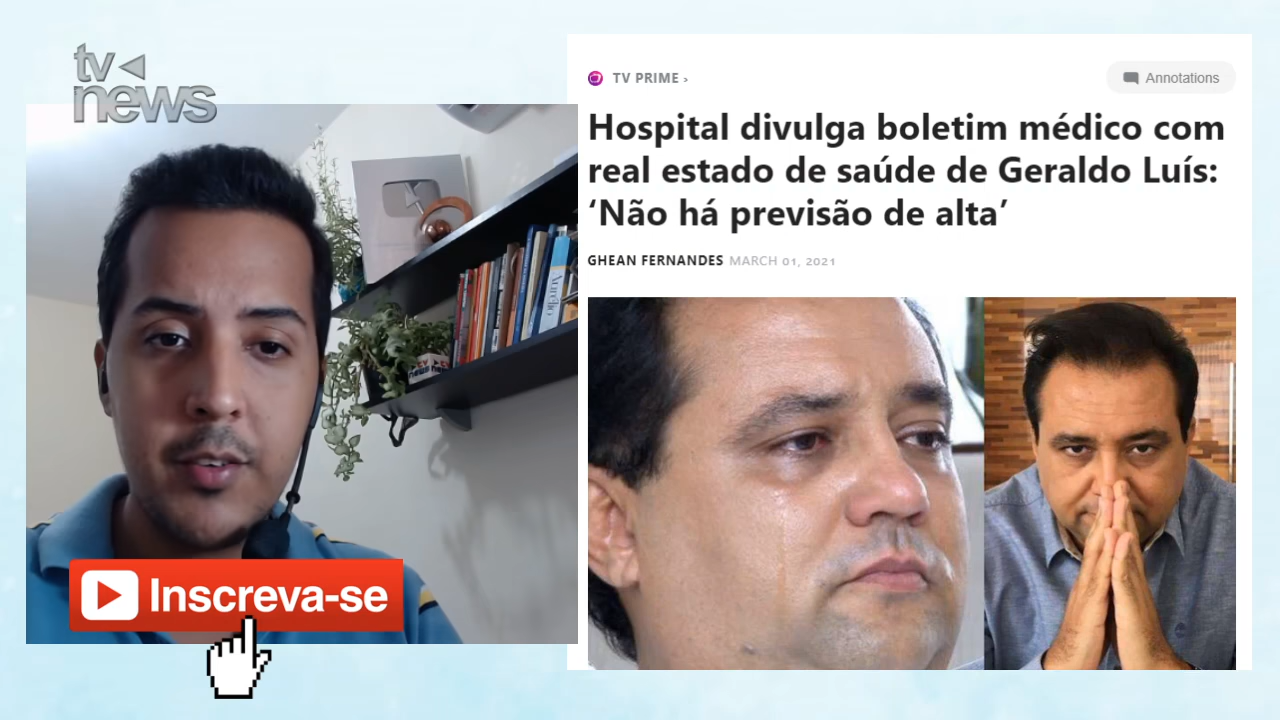 tv
news
TV PRIME ›
Annotations
Hospital divulga boletim médico com
real estado de saúde de Geraldo Luís:
‘Não há previsão de alta’
GHEAN FERNANDES MARCH 01, 2021
Inscreva-se